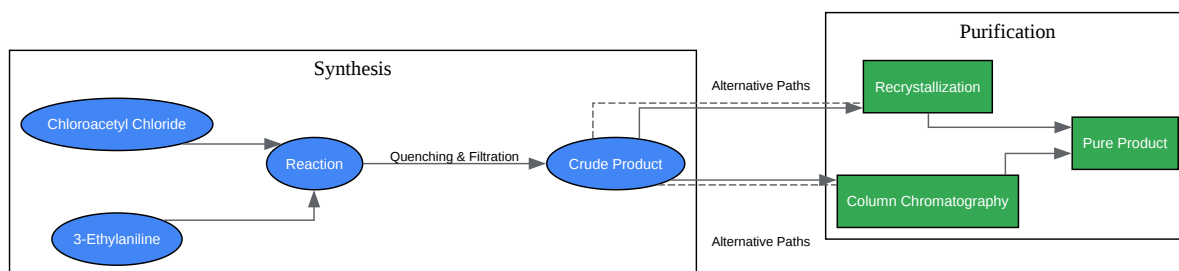 Purification
Synthesis
Alternative Paths
Recrystallization
Chloroacetyl Chloride
Pure Product
Reaction
Quenching & Filtration
Crude Product
Column Chromatography
3-Ethylaniline
Alternative Paths